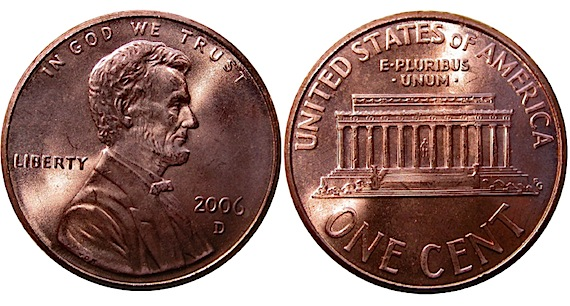 IN GOD WE TRUST
LIBERTY
2006
D
UNITED STATES OF AMERICA
E·PLURIBUS
·UNUM·
ONE CENT